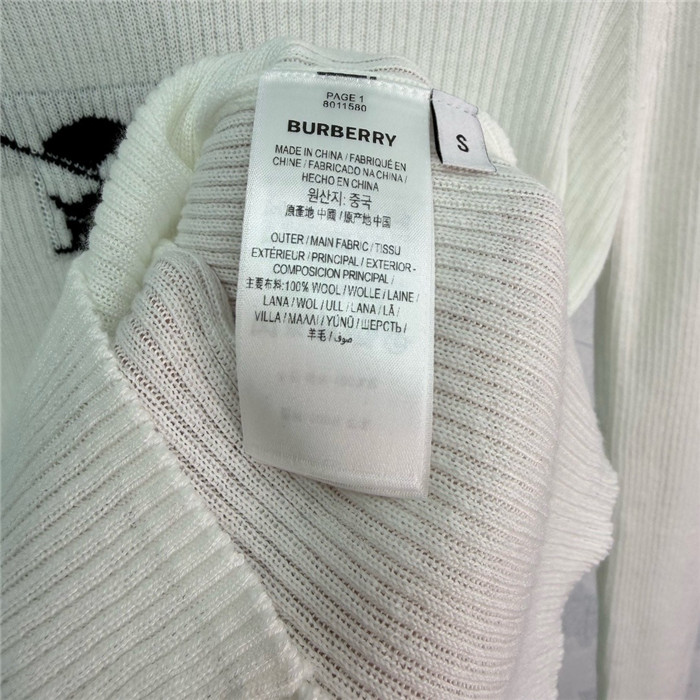 PAGE 1
8011580
BURBERRY
S
MADE IN CHINA / FABRIQUÉ EN
CHINE / FABRICADO NA CHINA /
HECHO EN CHINA
원산지: 중국
原產地 中國 / 原产地 中国
OUTER / MAIN FABRIC / TISSU
EXTÉRIEUR / PRINCIPAL / EXTERIOR-
COMPOSICION PRINCIPAL /
主要布料:100% WOOL / WOLLE / LAINE /
LANA / WOL / ULL / LANA / LÃ /
VILLA / ΜΑΛΛΙ / YÜNÜ / ШЕРСТЬ /
羊毛 / صوف